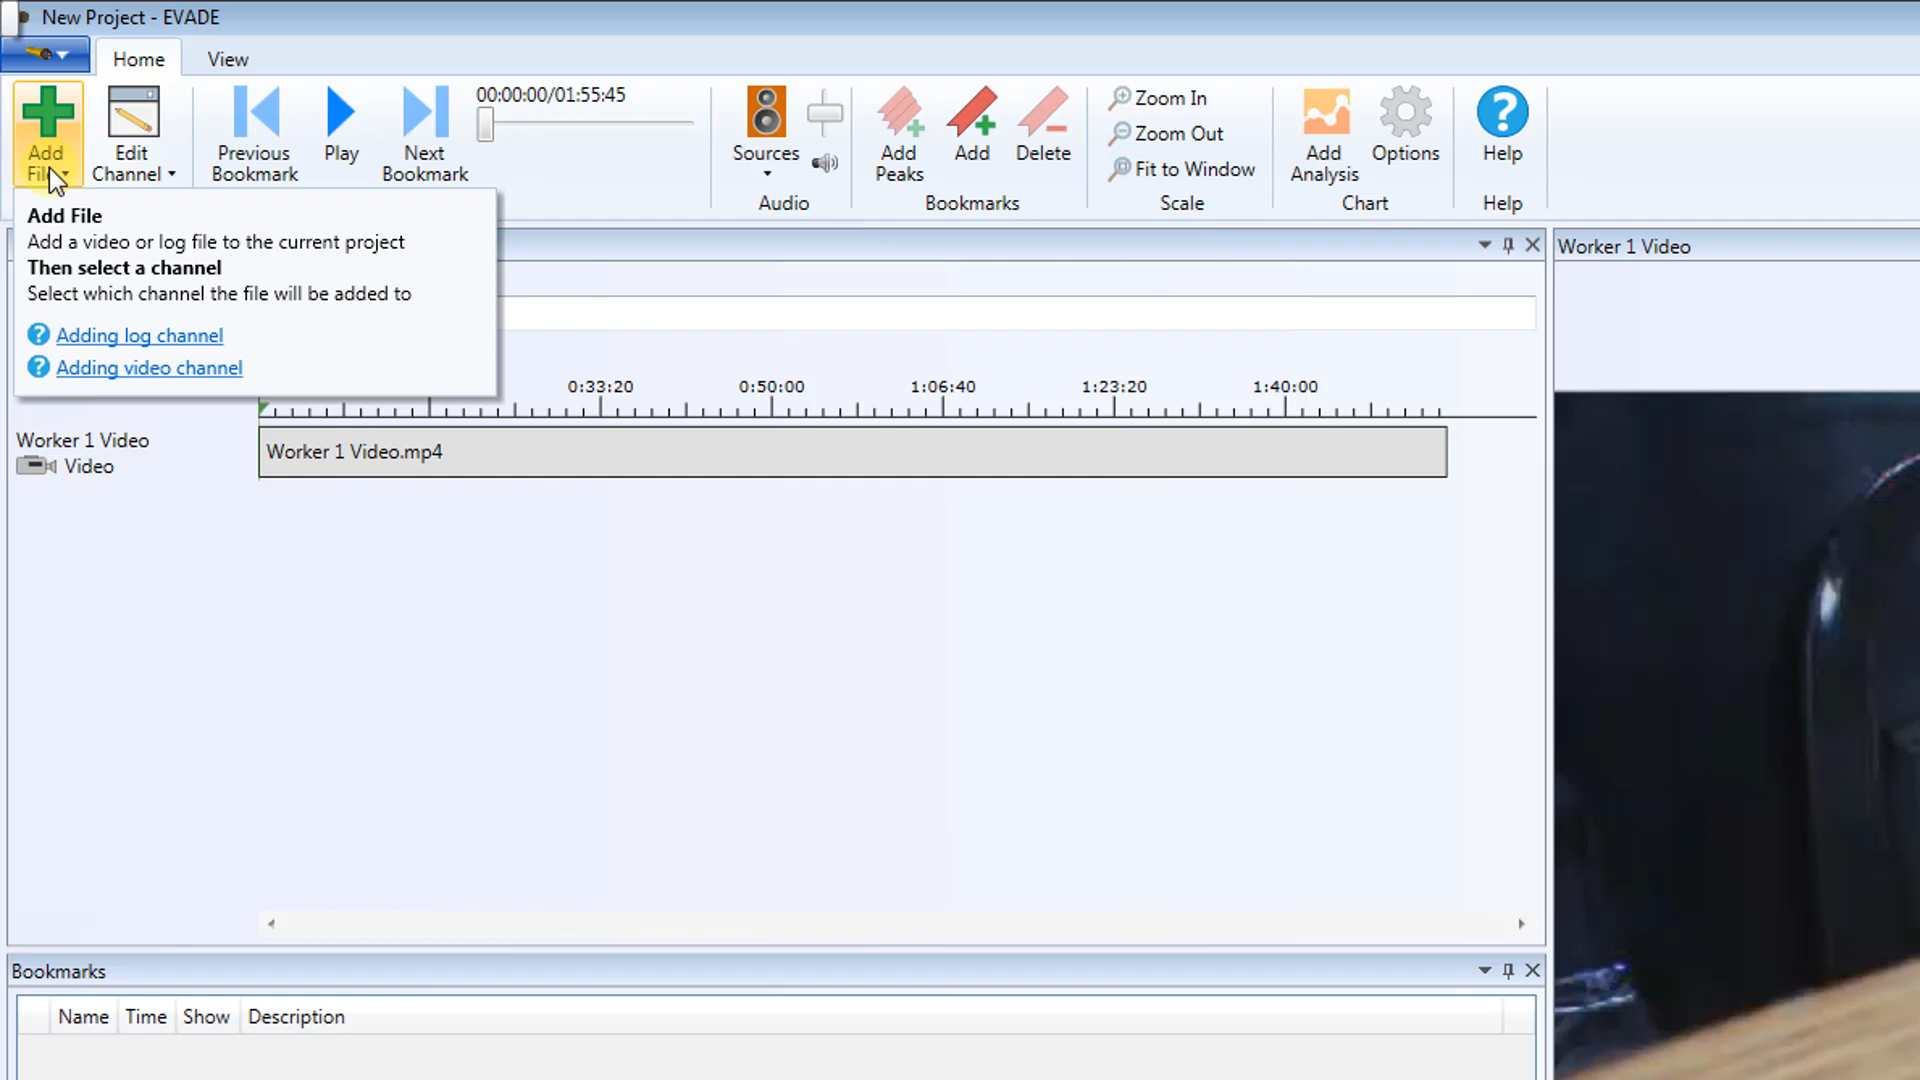 New Project - EVADE
Home
View
Add
File
Edit
Channel
Previous
Bookmark
Play
Next
Bookmark
00:00:00/01:55:45
Sources
Audio
Add
Peaks
Add
Delete
Bookmarks
Zoom In
Zoom Out
Fit to Window
Scale
Add
Analysis
Options
Chart
Help
Help
Add File
Add a video or log file to the current project
Then select a channel
Select which channel the file will be added to
Adding log channel
Adding video channel
Worker 1 Video
0:33:20
0:50:00
1:06:40
1:23:20
1:40:00
Worker 1 Video
Video
Worker 1 Video.mp4
Bookmarks
Name
Time
Show
Description